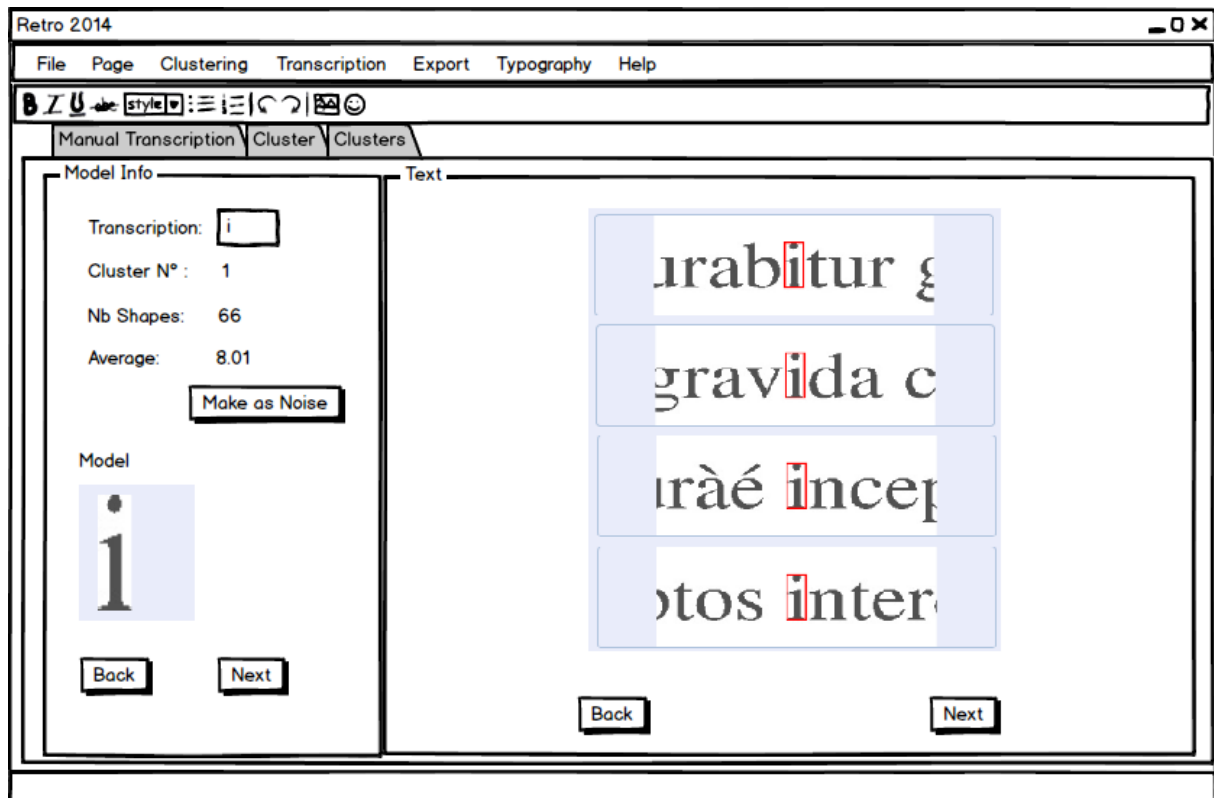 Retro 2014
File Page Clustering Transcription Export Typography Help
B I U abc style
Manual Transcription Cluster Clusters
Model Info
Transcription: i
Cluster N° : 1
Nb Shapes: 66
Average: 8.01
Make as Noise
Model
i
Back Next
Text
urabitur g
gravida c
uràé incep
otos inter
Back Next